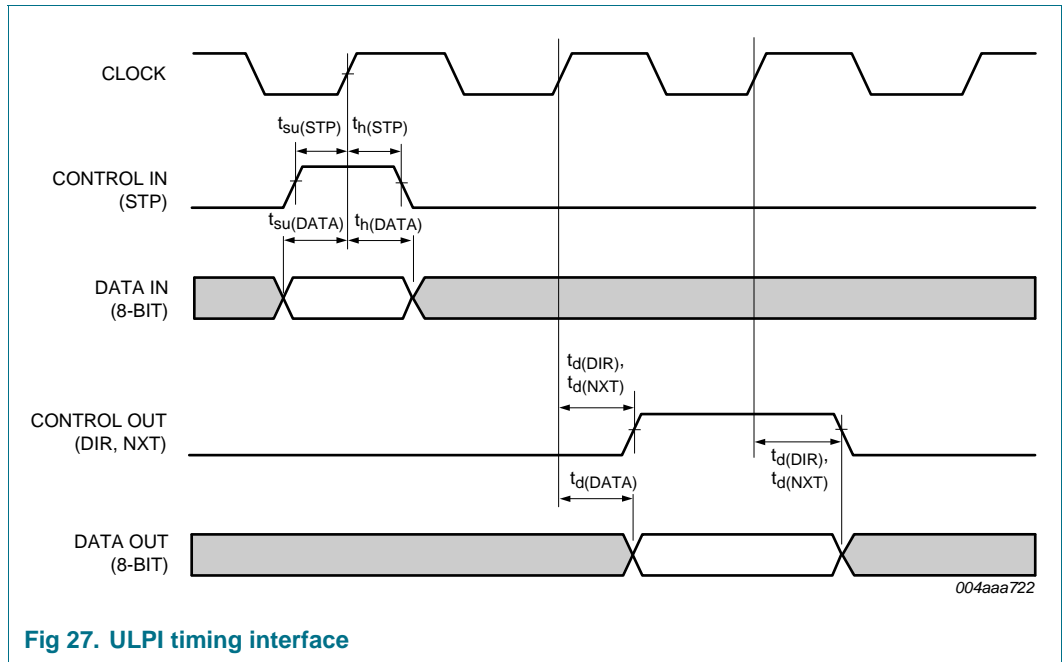 CLOCK
tsu(STP) th(STP)
CONTROL IN
(STP)
tsu(DATA) th(DATA)
DATA IN
(8-BIT)
td(DIR),
td(NXT)
CONTROL OUT
(DIR, NXT)
td(DIR),
td(NXT)
td(DATA)
DATA OUT
(8-BIT)
004aaa722
Fig 27. ULPI timing interface